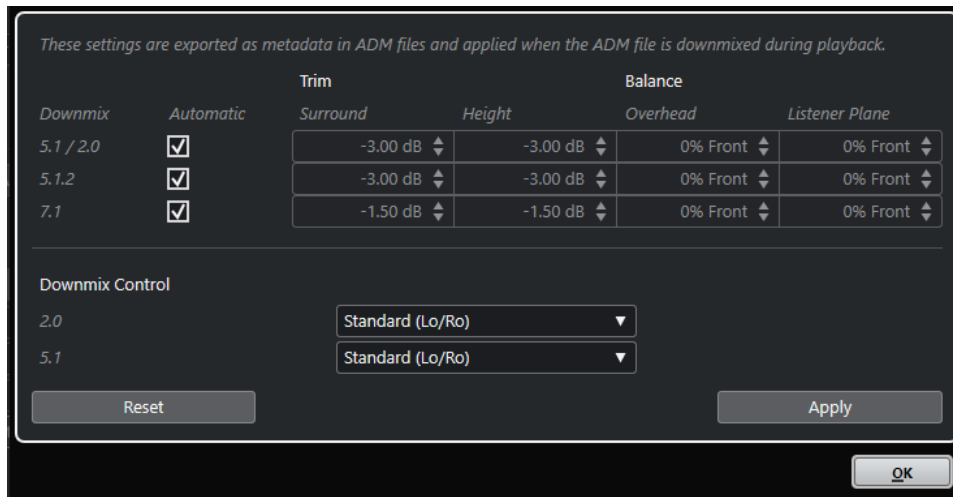 These settings are exported as metadata in ADM files and applied when the ADM file is downmixed during playback.
Trim Balance
Downmix Automatic Surround Height Overhead Listener Plane
5.1 / 2.0 -3.00 dB -3.00 dB 0% Front 0% Front
5.1.2 -3.00 dB -3.00 dB 0% Front 0% Front
7.1 -1.50 dB -1.50 dB 0% Front 0% Front
Downmix Control
2.0 Standard (Lo/Ro)
5.1 Standard (Lo/Ro)
Reset Apply
OK